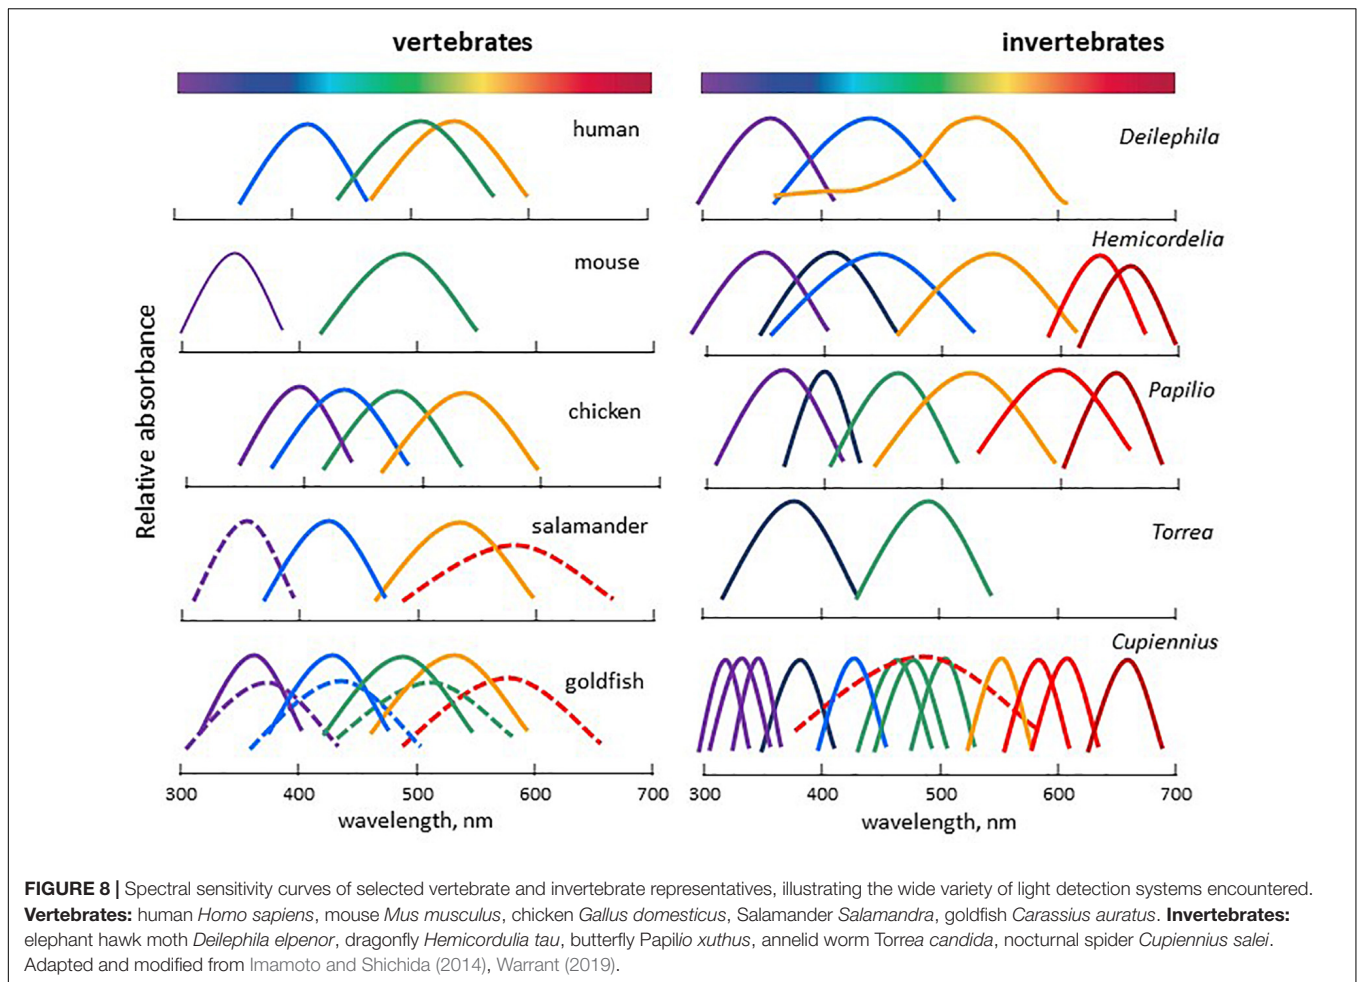 vertebrates
invertebrates
human
Deilephila
mouse
Hemicordelia
chicken
Papilio
salamander
Torrea
goldfish
Cupiennius
Relative absorbance
300 400 500 600 700
300 400 500 600 700
wavelength, nm
wavelength, nm
FIGURE 8 | Spectral sensitivity curves of selected vertebrate and invertebrate representatives, illustrating the wide variety of light detection systems encountered.
Vertebrates: human Homo sapiens, mouse Mus musculus, chicken Gallus domesticus, Salamander Salamandra, goldfish Carassius auratus. Invertebrates:
elephant hawk moth Deilephila elpenor, dragonfly Hemicordulia tau, butterfly Papilio xuthus, annelid worm Torrea candida, nocturnal spider Cupiennius salei.
Adapted and modified from Imamoto and Shichida (2014), Warrant (2019).